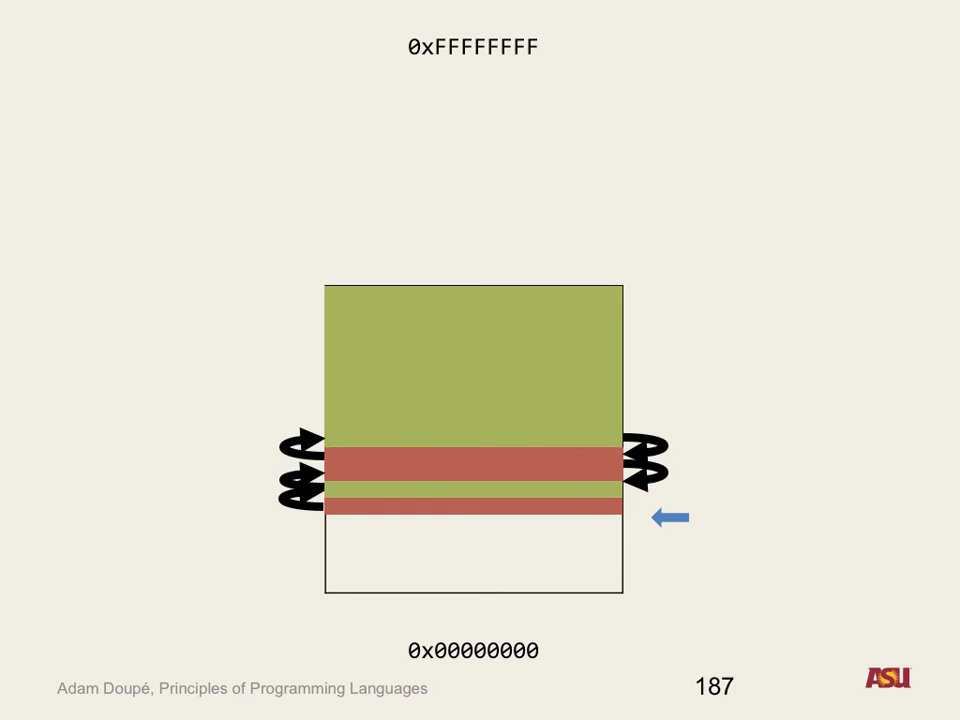 0xFFFFFFFF
0x00000000
Adam Doupé, Principles of Programming Languages
187
ASU